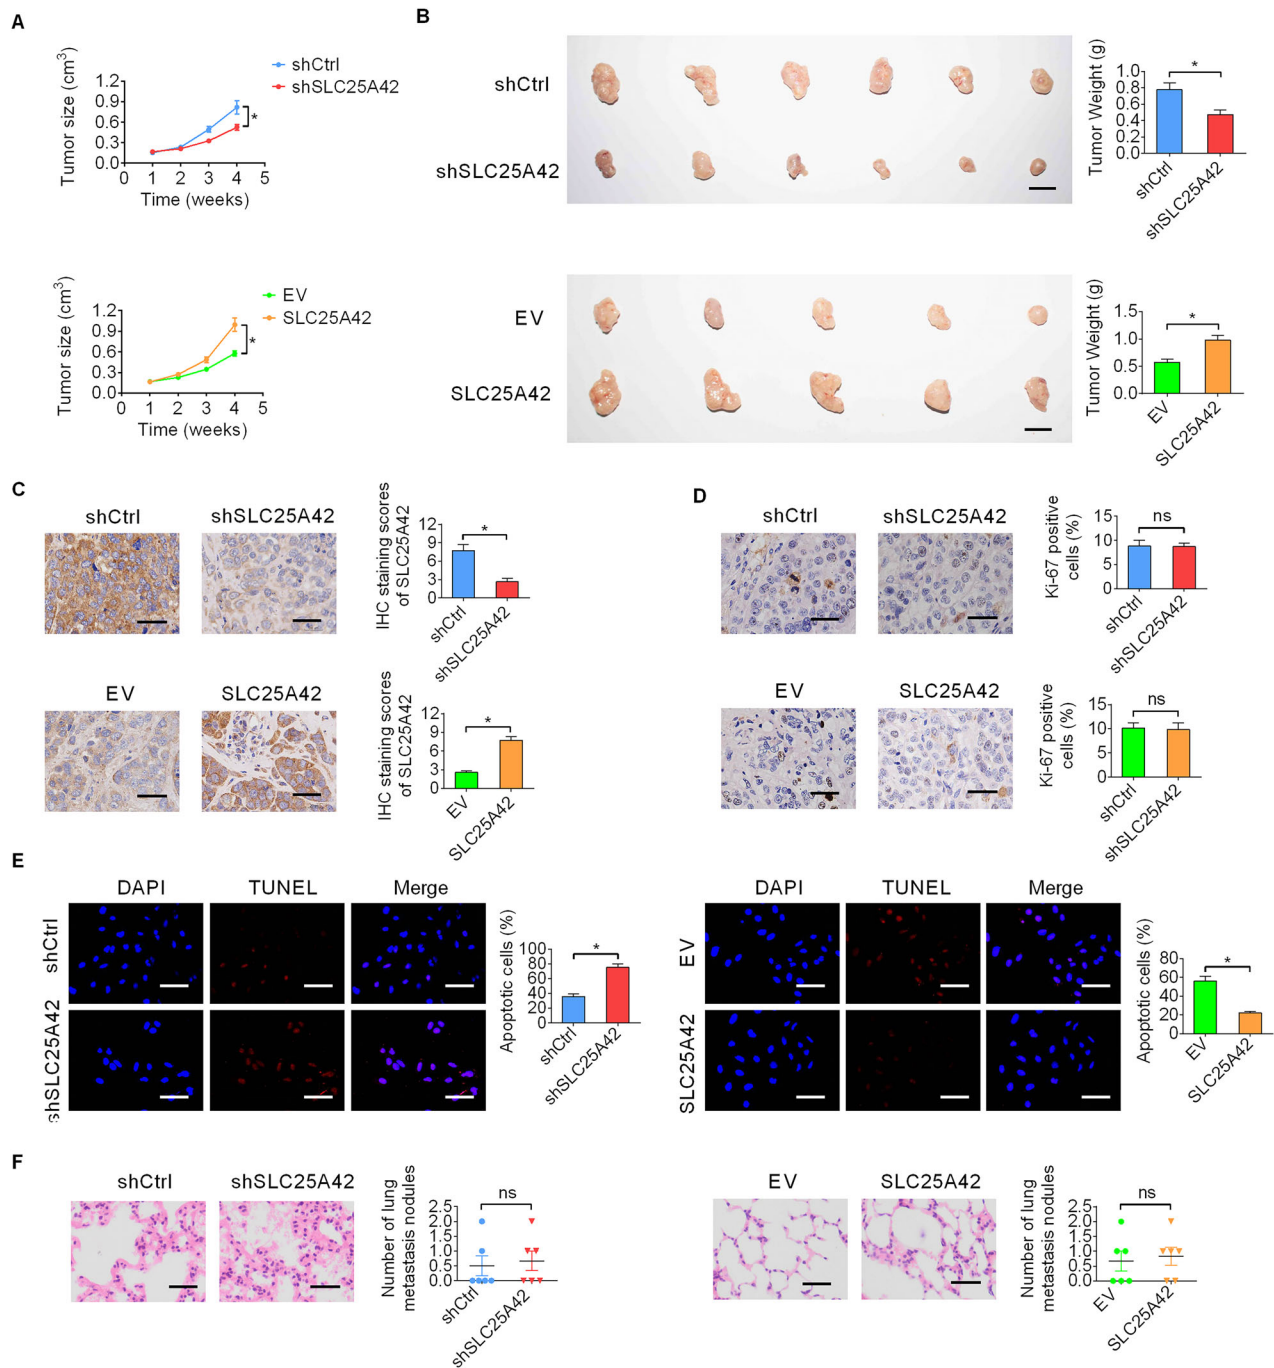 A
Tumor size (cm3)
1.2
0.9
0.6
0.3
0.0
0 1 2 3 4 5
Time (weeks)
shCtrl
shSLC25A42
*
Tumor size (cm3)
1.2
0.9
0.6
0.3
0.0
0 1 2 3 4 5
Time (weeks)
EV
SLC25A42
*
B
shCtrl
shSLC25A42
Tumor Weight (g)
1.0
0.8
0.6
0.4
0.2
0.0
*
shCtrl
shSLC25A42
EV
SLC25A42
Tumor Weight (g)
1.5
1.0
0.5
0.0
*
EV
SLC25A42
C
shCtrl
shSLC25A42
IHC staining scores
of SLC25A42
12
9
6
3
0
*
shCtrl
shSLC25A42
EV
SLC25A42
IHC staining scores
of SLC25A42
12
9
6
3
0
*
EV
SLC25A42
D
shCtrl
shSLC25A42
Ki-67 positive
cells (%)
15
10
5
0
ns
shCtrl
shSLC25A42
EV
SLC25A42
Ki-67 positive
cells (%)
15
10
5
0
ns
shCtrl
shSLC25A42
E
DAPI TUNEL Merge
shCtrl
shSLC25A42
Apoptotic cells (%)
100
80
60
40
20
0
*
shCtrl
shSLC25A42
DAPI TUNEL Merge
EV
SLC25A42
Apoptotic cells (%)
80
60
40
20
0
*
EV
SLC25A42
F
shCtrl
shSLC25A42
Number of lung
metastasis nodules
2.5
2.0
1.5
1.0
0.5
0.0
ns
shCtrl
shSLC25A42
EV
SLC25A42
Number of lung
metastasis nodules
2.5
2.0
1.5
1.0
0.5
0.0
ns
EV
SLC25A42